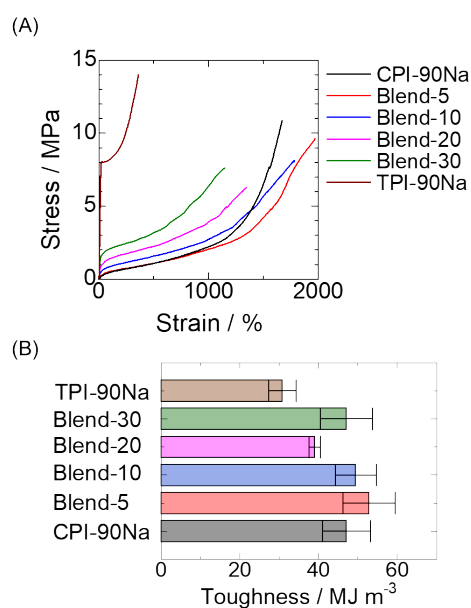 (A)
15
10
5
0
0
1000
2000
Stress / MPa
Strain / %
CPI-90Na
Blend-5
Blend-10
Blend-20
Blend-30
TPI-90Na
(B)
TPI-90Na
Blend-30
Blend-20
Blend-10
Blend-5
CPI-90Na
0 20 40 60
Toughness / MJ m⁻³